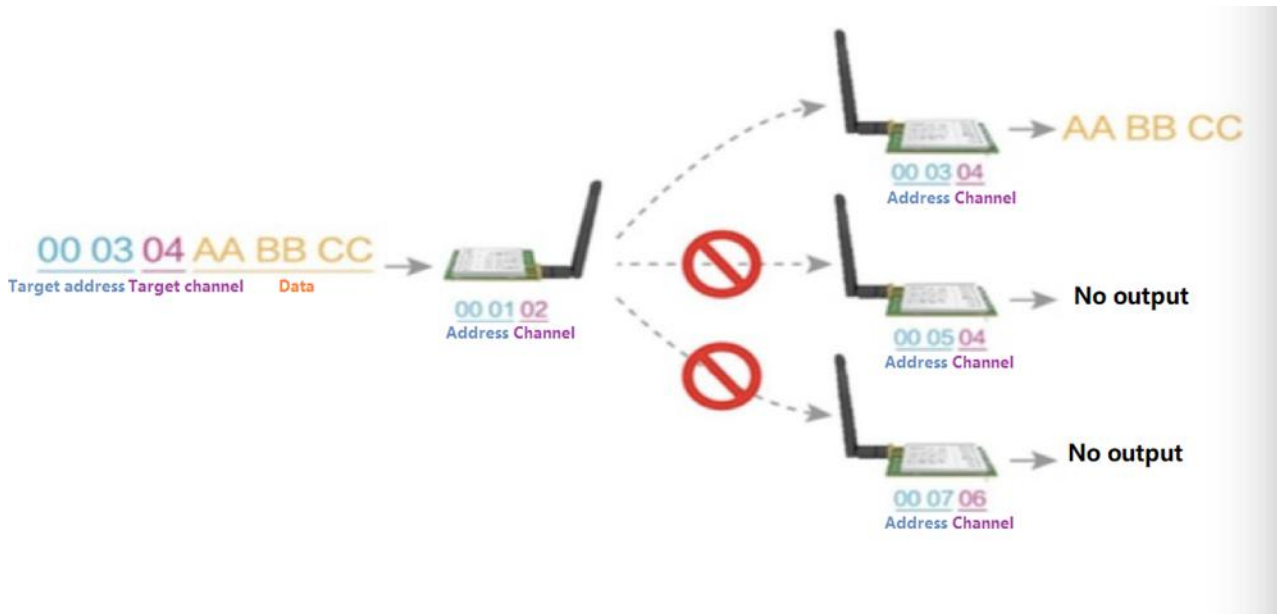 00 03 04 AA BB CC
Target address Target channel Data
00 01 02
Address Channel
AA BB CC
00 03 04
Address Channel
No output
00 05 04
Address Channel
No output
00 07 06
Address Channel